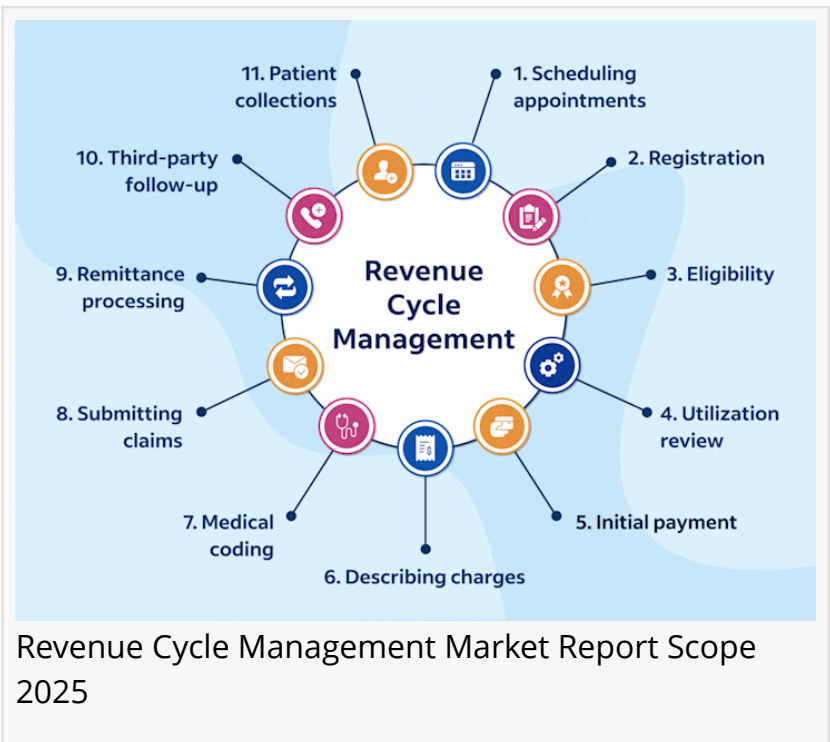 Revenue
Cycle
Management
1. Scheduling
appointments
2. Registration
3. Eligibility
4. Utilization
review
5. Initial payment
6. Describing charges
7. Medical
coding
8. Submitting
claims
9. Remittance
processing
10. Third-party
follow-up
11. Patient
collections
$
Revenue Cycle Management Market Report Scope
2025